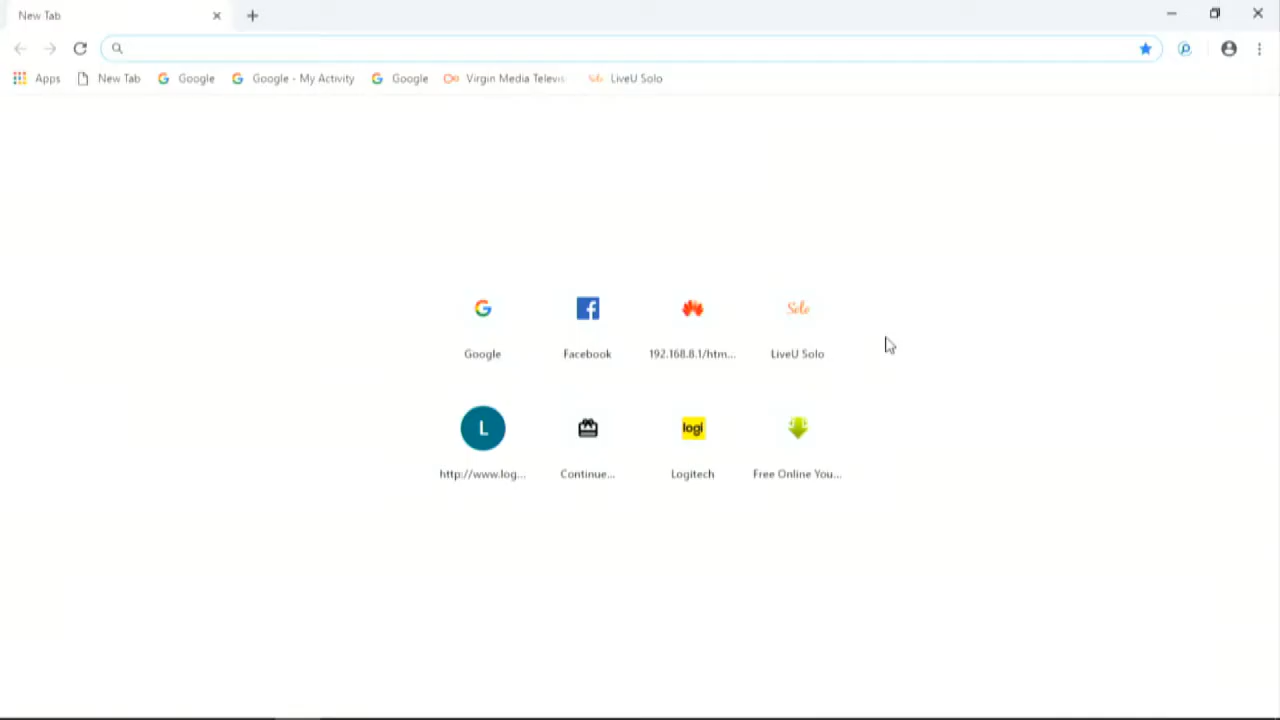 New Tab
Apps New Tab Google Google - My Activity Google Virgin Media Televis LiveU Solo
Solo
Google Facebook 192.168.8.1/htm... LiveU Solo
L logi
http://www.log... Continue... Logitech Free Online You...